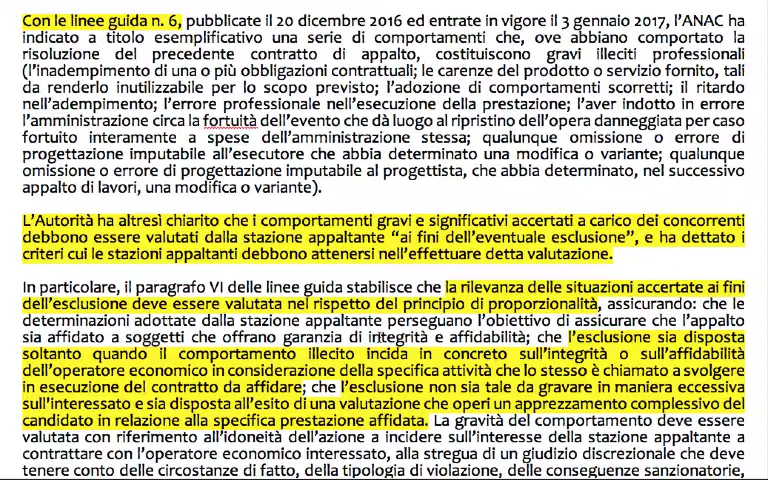 Con le linee guida n. 6, pubblicate il 20 dicembre 2016 ed entrate in vigore il 3 gennaio 2017, l'ANAC ha
indicato a titolo esemplificativo una serie di comportamenti che, ove abbiano comportato la
risoluzione del precedente contratto di appalto, costituiscono gravi illeciti professionali
(l'inadempimento di una o più obbligazioni contrattuali; le carenze del prodotto o servizio fornito, tali
da renderlo inutilizzabile per lo scopo previsto; l'adozione di comportamenti scorretti; il ritardo
nell'adempimento; l'errore professionale nell'esecuzione della prestazione; l'aver indotto in errore
l'amministrazione circa la fortuità dell'evento che dà luogo al ripristino dell'opera danneggiata per caso
fortuito interamente a spese dell'amministrazione stessa; qualunque omissione o errore di
progettazione imputabile all'esecutore che abbia determinato una modifica o variante; qualunque
omissione o errore di progettazione imputabile al progettista, che abbia determinato, nel successivo
appalto di lavori, una modifica o variante).
L'Autorità ha altresì chiarito che i comportamenti gravi e significativi accertati a carico dei concorrenti
debbono essere valutati dalla stazione appaltante "ai fini dell'eventuale esclusione", e ha dettato i
criteri cui le stazioni appaltanti debbono attenersi nell'effettuare detta valutazione.
In particolare, il paragrafo VI delle linee guida stabilisce che la rilevanza delle situazioni accertate ai fini
dell'esclusione deve essere valutata nel rispetto del principio di proporzionalità, assicurando: che le
determinazioni adottate dalla stazione appaltante perseguano l'obiettivo di assicurare che l'appalto
sia affidato a soggetti che offrano garanzia di integrità e affidabilità; che l'esclusione sia disposta
soltanto quando il comportamento illecito incida in concreto sull'integrità o sull'affidabilità
dell'operatore economico in considerazione della specifica attività che lo stesso è chiamato a svolgere
in esecuzione del contratto da affidare; che l'esclusione non sia tale da gravare in maniera eccessiva
sull'interessato e sia disposta all'esito di una valutazione che operi un apprezzamento complessivo del
candidato in relazione alla specifica prestazione affidata. La gravità del comportamento deve essere
valutata con riferimento all'idoneità dell'azione a incidere sull'interesse della stazione appaltante a
contrattare con l'operatore economico interessato, alla stregua di un giudizio discrezionale che deve
tenere conto delle circostanze di fatto, della tipologia di violazione, delle conseguenze sanzionatorie,